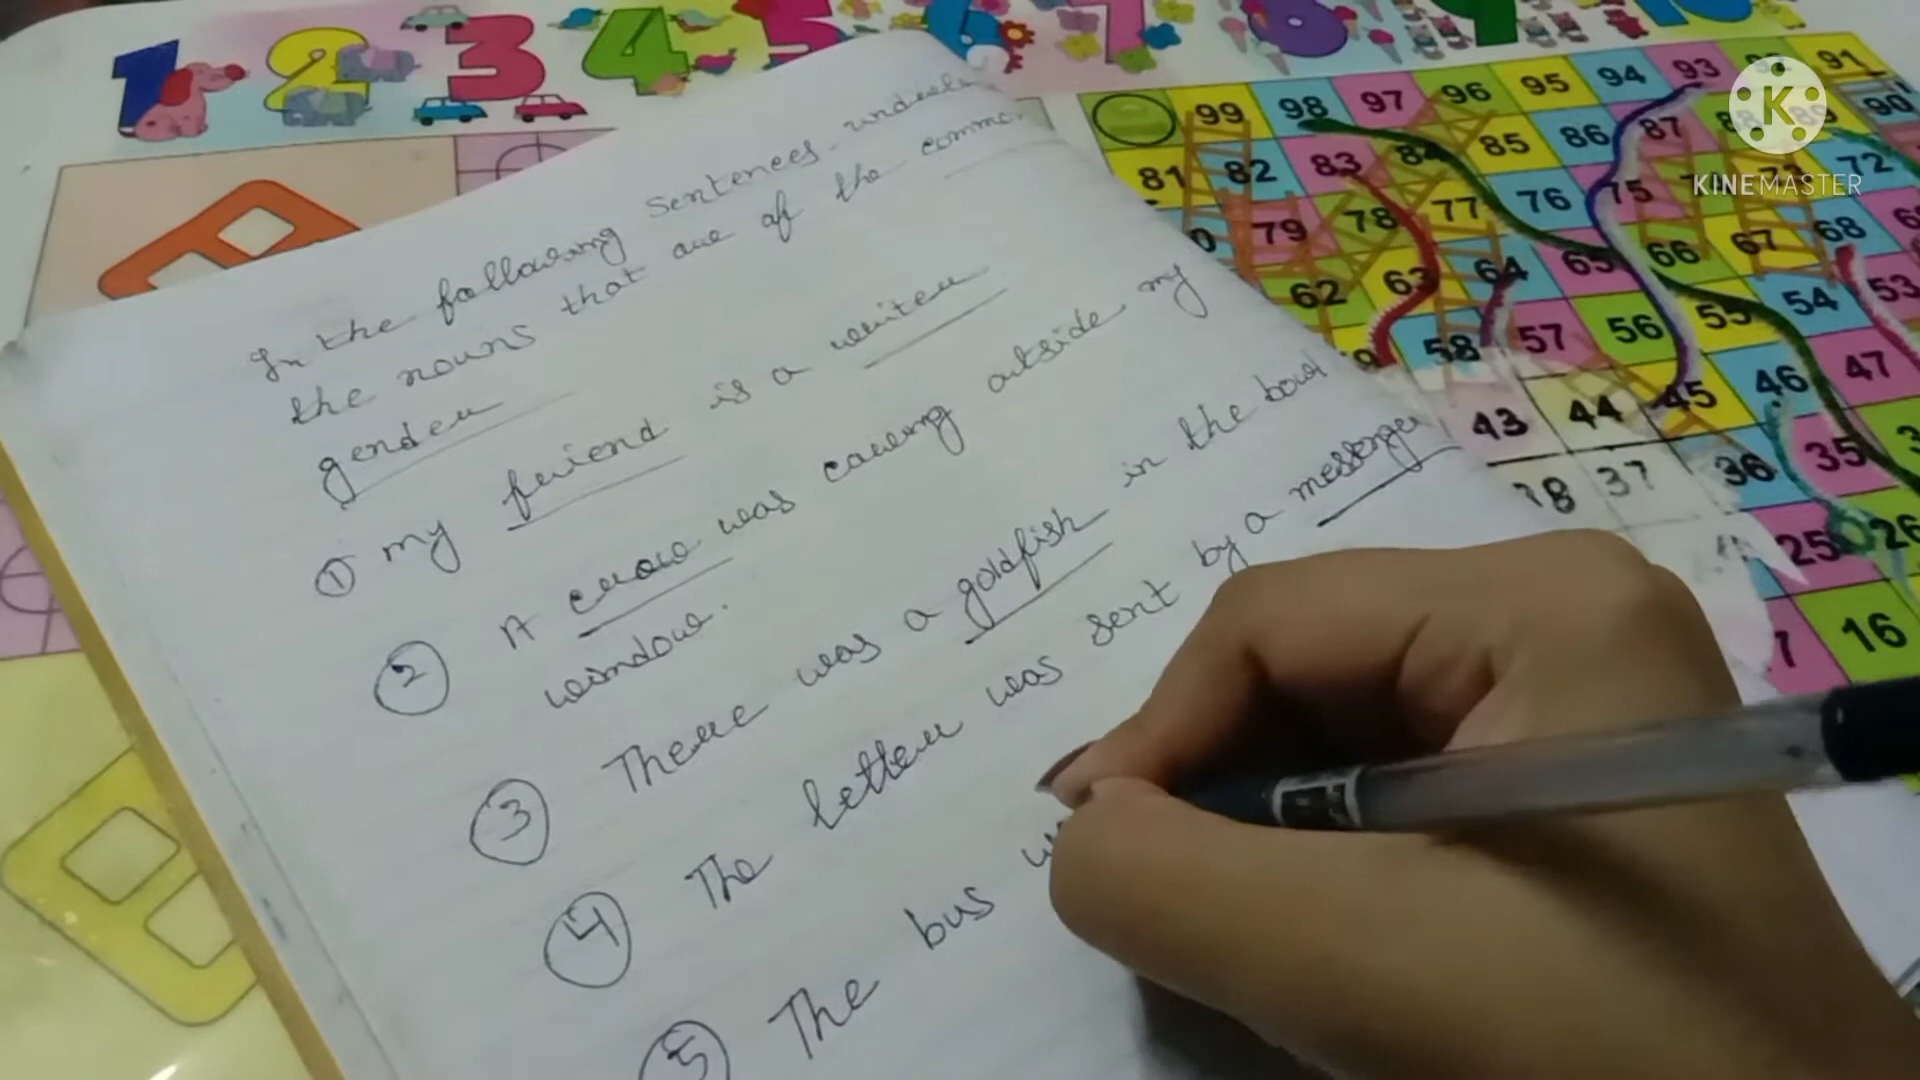 1 2 3 4 5 6 7 8 9 10
In the following Sentences underli
the nouns that are of the common
gender
① my friend is a writer
② A crow was cawing outside my
window.
③ There was a goldfish in the bowl
④ The letter was sent by a messenger
⑤ The bus
99 98 97 96 95 94 93 91
81 82 83 84 85 86 87 90
79 78 77 76 75 72
62 63 64 65 66 67 68
58 57 56 55 54 53
43 44 45 46 47
37 36 35
25 26
16
KINEMASTER